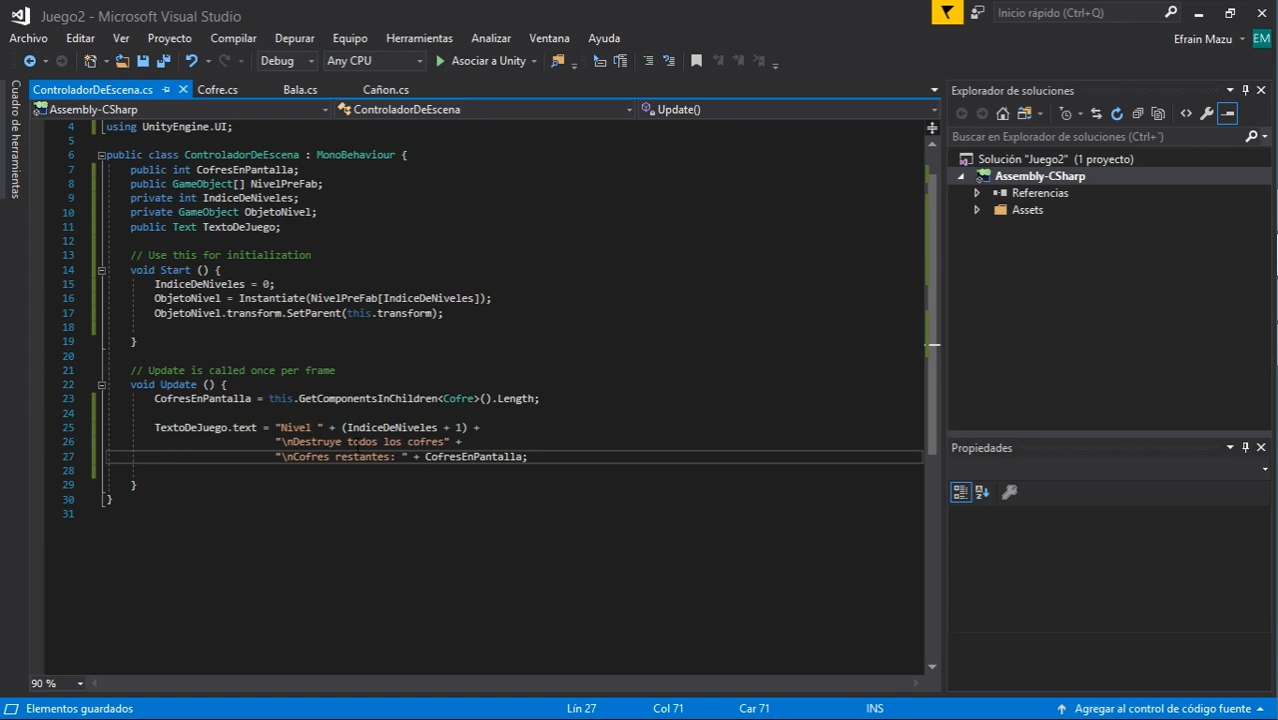 Juego2 - Microsoft Visual Studio
Inicio rápido (Ctrl+Q)
Archivo Editar Ver Proyecto Compilar Depurar Equipo Herramientas Analizar Ventana Ayuda
Efrain Mazu EM
Debug Any CPU Asociar a Unity
Cuadro de herramientas
ControladorDeEscena.cs Cofre.cs Bala.cs Cañon.cs
Assembly-CSharp ControladorDeEscena Update()
4 using UnityEngine.UI;
5
6 public class ControladorDeEscena : MonoBehaviour {
7 public int CofresEnPantalla;
8 public GameObject[] NivelPreFab;
9 private int IndiceDeNiveles;
10 private GameObject ObjetoNivel;
11 public Text TextoDeJuego;
12
13 // Use this for initialization
14 void Start () {
15 IndiceDeNiveles = 0;
16 ObjetoNivel = Instantiate(NivelPreFab[IndiceDeNiveles]);
17 ObjetoNivel.transform.SetParent(this.transform);
18
19 }
20
21 // Update is called once per frame
22 void Update () {
23 CofresEnPantalla = this.GetComponentsInChildren<Cofre>().Length;
24
25 TextoDeJuego.text = "Nivel " + (IndiceDeNiveles + 1) +
26 "\nDestruye todos los cofres" +
27 "\nCofres restantes: " + CofresEnPantalla;
28
29 }
30 }
31
90 %
Explorador de soluciones
Buscar en Explorador de soluciones (Ctrl+´)
Solución "Juego2" (1 proyecto)
Assembly-CSharp
Referencias
Assets
Propiedades
Elementos guardados Lín 27 Col 71 Car 71 INS Agregar al control de código fuente